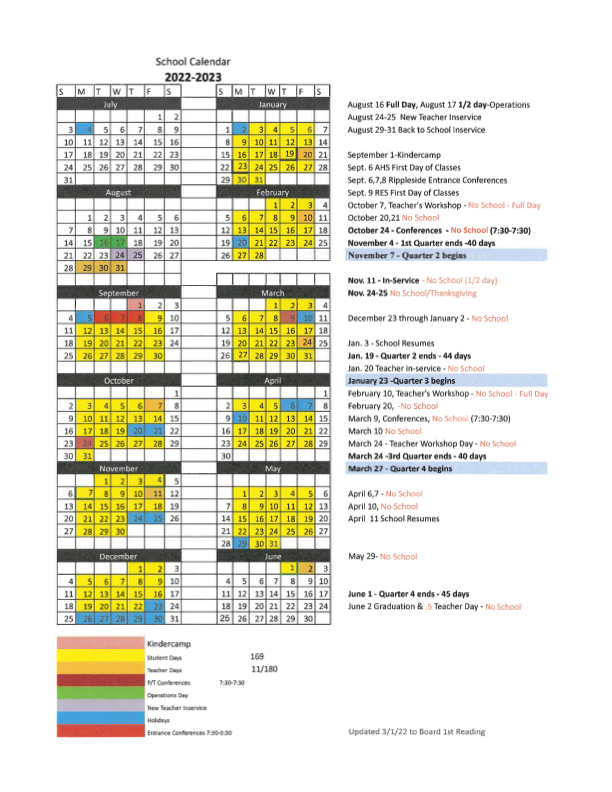 School Calendar
2022-2023
S M T W T F S
July
1 2
3 4 5 6 7 8 9
10 11 12 13 14 15 16
17 18 19 20 21 22 23
24 25 26 27 28 29 30
31
August
1 2 3 4 5 6
7 8 9 10 11 12 13
14 15 16 17 18 19 20
21 22 23 24 25 26 27
28 29 30 31
September
1 2 3
4 5 6 7 8 9 10
11 12 13 14 15 16 17
18 19 20 21 22 23 24
25 26 27 28 29 30
October
1
2 3 4 5 6 7 8
9 10 11 12 13 14 15
16 17 18 19 20 21 22
23 24 25 26 27 28 29
30 31
November
1 2 3 4 5
6 7 8 9 10 11 12
13 14 15 16 17 18 19
20 21 22 23 24 25 26
27 28 29 30
December
1 2 3
4 5 6 7 8 9 10
11 12 13 14 15 16 17
18 19 20 21 22 23 24
25 26 27 28 29 30 31
S M T W T F S
January
1 2 3 4 5 6 7
8 9 10 11 12 13 14
15 16 17 18 19 20 21
22 23 24 25 26 27 28
29 30 31
February
1 2 3 4
5 6 7 8 9 10 11
12 13 14 15 16 17 18
19 20 21 22 23 24 25
26 27 28
March
1 2 3 4
5 6 7 8 9 10 11
12 13 14 15 16 17 18
19 20 21 22 23 24 25
26 27 28 29 30 31
April
1
2 3 4 5 6 7 8
9 10 11 12 13 14 15
16 17 18 19 20 21 22
23 24 25 26 27 28 29
30
May
1 2 3 4 5 6
7 8 9 10 11 12 13
14 15 16 17 18 19 20
21 22 23 24 25 26 27
28 29 30 31
June
1 2 3
4 5 6 7 8 9 10
11 12 13 14 15 16 17
18 19 20 21 22 23 24
25 26 27 28 29 30
August 16 Full Day, August 17 1/2 day-Operations
August 24-25 New Teacher Inservice
August 29-31 Back to School Inservice
September 1-Kindercamp
Sept. 6 AHS First Day of Classes
Sept. 6,7,8 Rippleside Entrance Conferences
Sept. 9 RES First Day of Classes
October 7, Teacher's Workshop - No School - Full Day
October 20,21 No School
October 24 - Conferences - No School (7:30-7:30)
November 4 - 1st Quarter ends -40 days
November 7 - Quarter 2 begins
Nov. 11 - In-Service - No School (1/2 day)
Nov. 24-25 No School/Thanksgiving
December 23 through January 2 - No School
Jan. 3 - School Resumes
Jan. 19 - Quarter 2 ends - 44 days
Jan. 20 Teacher in-service - No School
January 23 -Quarter 3 begins
February 10, Teacher's Workshop - No School - Full Day
February 20, -No School
March 9, Conferences, No School (7:30-7:30)
March 10 No School
March 24 - Teacher Workshop Day - No School
March 24 -3rd Quarter ends - 40 days
March 27 - Quarter 4 begins
April 6,7 - No School
April 10, No School
April 11 School Resumes
May 29- No School
June 1 - Quarter 4 ends - 45 days
June 2 Graduation & .5 Teacher Day - No School
Kindercamp
Student Days 169
Teacher Days 11/180
P/T Conferences 7:30-7:30
Operations Day
New Teacher Inservice
Holidays
Entrance Conferences 7:30-3:30
Updated 3/1/22 to Board 1st Reading